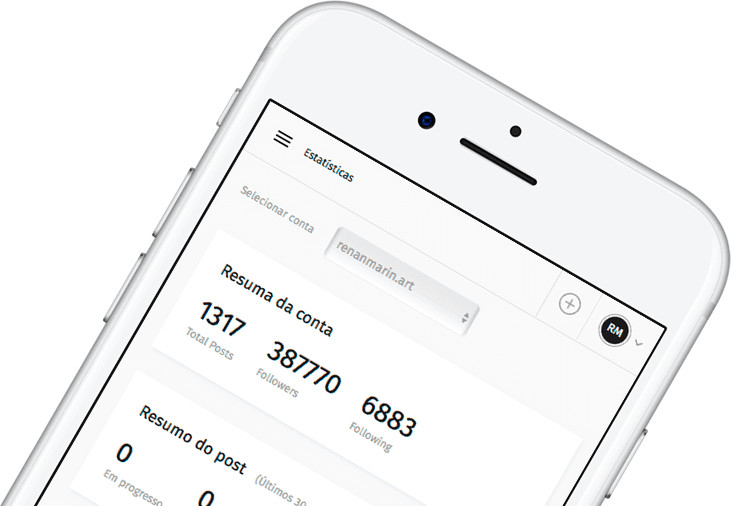 Estatísticas
RM
Selecionar conta
renanmarin.art
Resuma da conta
1317
387770
6883
Total Posts
Followers
Following
Resumo do post
(Últimos 30
0
0
Em progresso